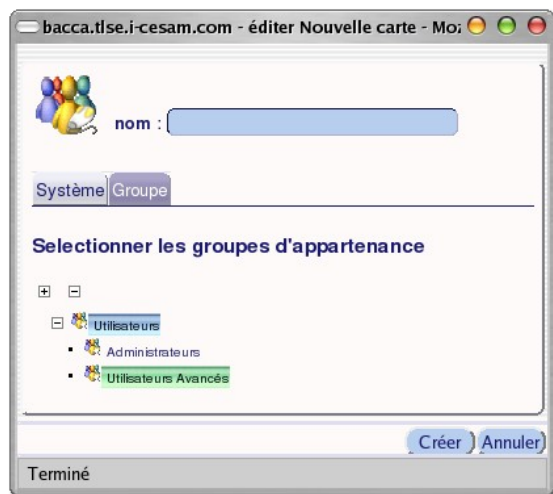 bacca.tlse.i-cesam.com - éditer Nouvelle carte - Moz
nom :
Système Groupe
Selectionner les groupes d'appartenance
Utilisateurs
Administrateurs
Utilisateurs Avancés
Créer Annuler
Terminé